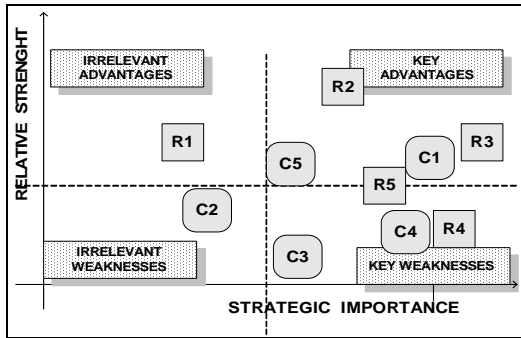 IRRELEVANT
ADVANTAGES
KEY
ADVANTAGES
R2
R1
R3
C5
C1
R5
C2
C4
R4
C3
IRRELEVANT
WEAKNESSES
KEY WEAKNESSES
RELATIVE STRENGHT
STRATEGIC IMPORTANCE